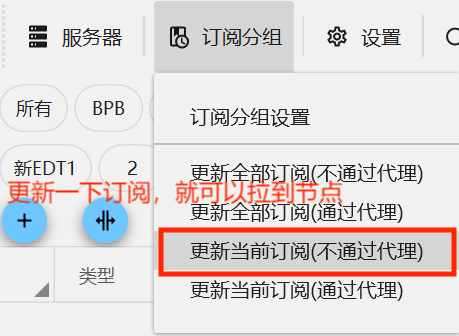 服务器 订阅分组 设置
所有 BPB
订阅分组设置
新EDT1 2
更新全部订阅(不通过代理)
更新一下订阅，就可以拉到节点
更新全部订阅(通过代理)
更新当前订阅(不通过代理)
类型
更新当前订阅(通过代理)